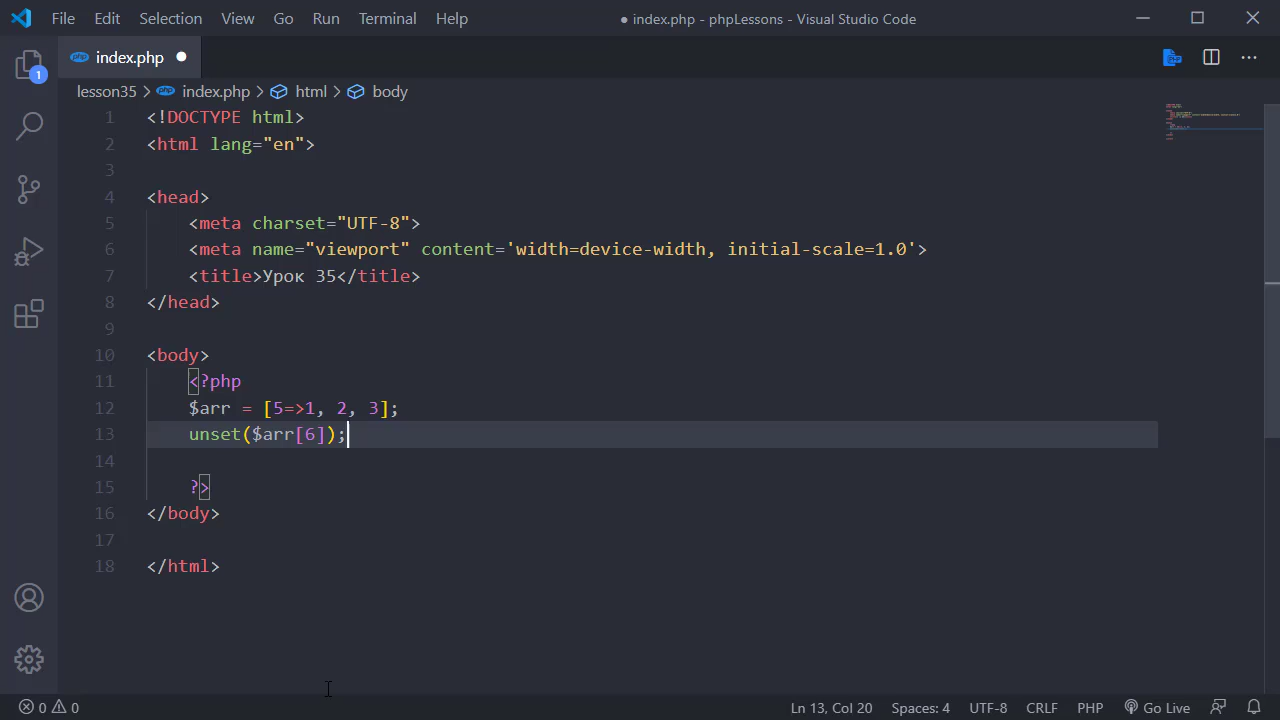 File Edit Selection View Go Run Terminal Help ● index.php - phpLessons - Visual Studio Code
php index.php ●
lesson35 > php index.php > html > body
1
1 <!DOCTYPE html>
2 <html lang="en">
3
4 <head>
5 <meta charset="UTF-8">
6 <meta name="viewport" content='width=device-width, initial-scale=1.0'>
7 <title>Урок 35</title>
8 </head>
9
10 <body>
11 <?php
12 $arr = [5=>1, 2, 3];
13 unset($arr[6]);
14
15 ?>
16 </body>
17
18 </html>
0 0 Ln 13, Col 20 Spaces: 4 UTF-8 CRLF PHP Go Live